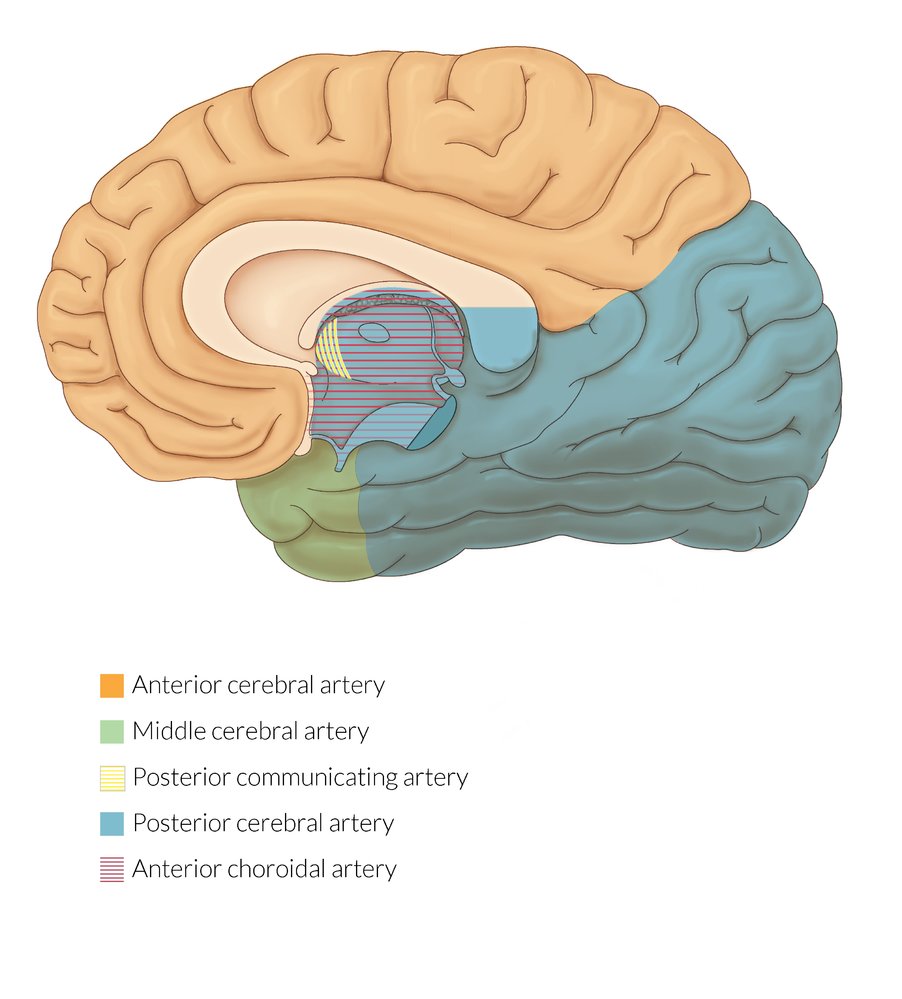 Anterior cerebral artery
Middle cerebral artery
Posterior communicating artery
Posterior cerebral artery
Anterior choroidal artery